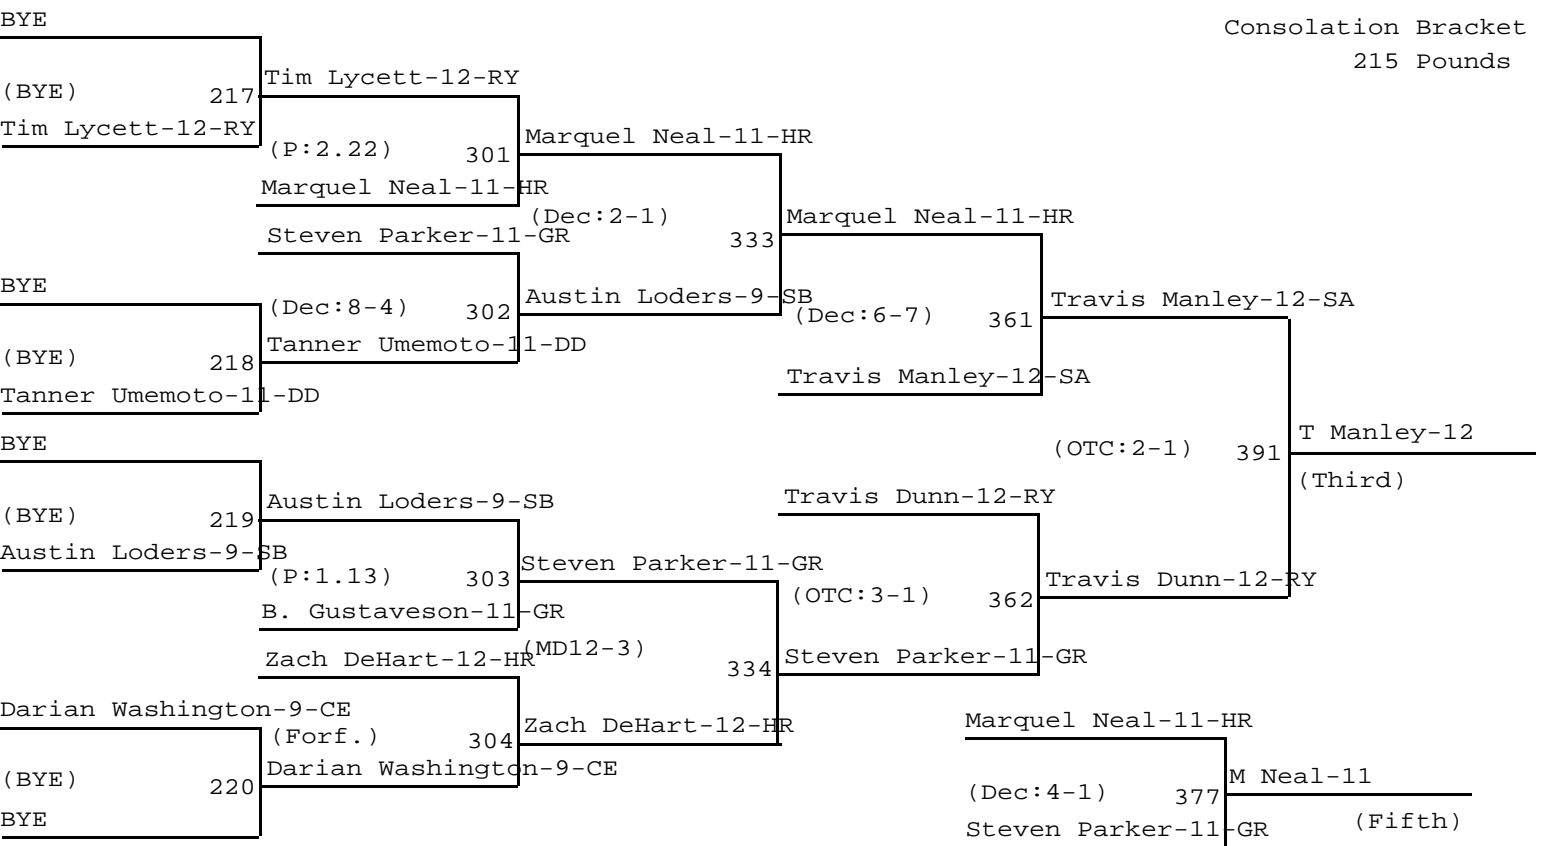 BYE
Consolation Bracket
215 Pounds
Tim Lycett-12-RY
(BYE) 217
Tim Lycett-12-RY
Marquel Neal-11-HR
(P:2.22) 301
Marquel Neal-11-HR
(Dec:2-1)
Marquel Neal-11-HR
Steven Parker-11-GR
333
BYE
Austin Loders-9-SB
Travis Manley-12-SA
(Dec:8-4) 302
(Dec:6-7) 361
Tanner Umemoto-11-DD
(BYE) 218
Travis Manley-12-SA
Tanner Umemoto-11-DD
T Manley-12
BYE
(OTC:2-1) 391
(Third)
Austin Loders-9-SB
Travis Dunn-12-RY
(BYE) 219
Austin Loders-9-SB
Steven Parker-11-GR
(P:1.13) 303
Travis Dunn-12-RY
(OTC:3-1) 362
B. Gustaveson-11-GR
(MD12-3)
Zach DeHart-12-HR
Steven Parker-11-GR
334
Darian Washington-9-CE
Zach DeHart-12-HR
Marquel Neal-11-HR
(Forf.) 304
Darian Washington-9-CE
M Neal-11
(BYE) 220
(Dec:4-1) 377
BYE
(Fifth)
Steven Parker-11-GR